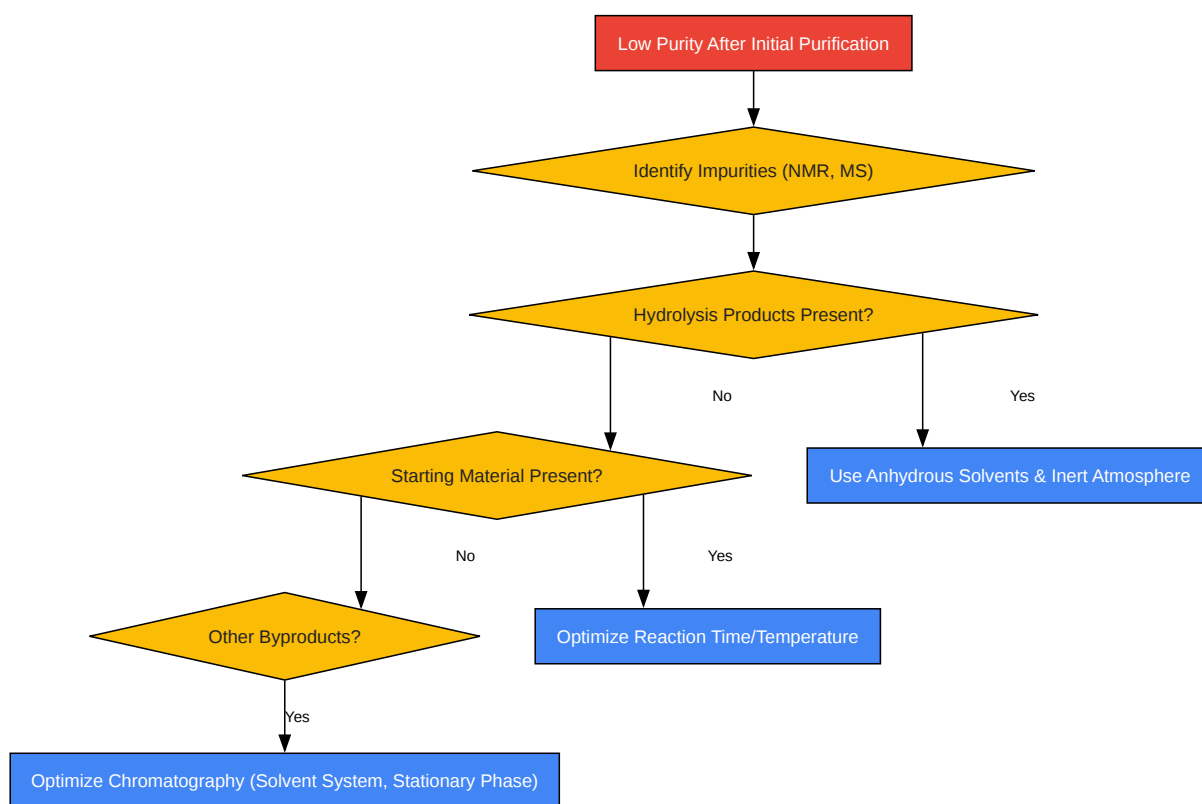 Low Purity After Initial Purification
Identify Impurities (NMR, MS)
Hydrolysis Products Present?
No
Yes
Starting Material Present?
Use Anhydrous Solvents & Inert Atmosphere
No
Yes
Other Byproducts?
Optimize Reaction Time/Temperature
Yes
Optimize Chromatography (Solvent System, Stationary Phase)